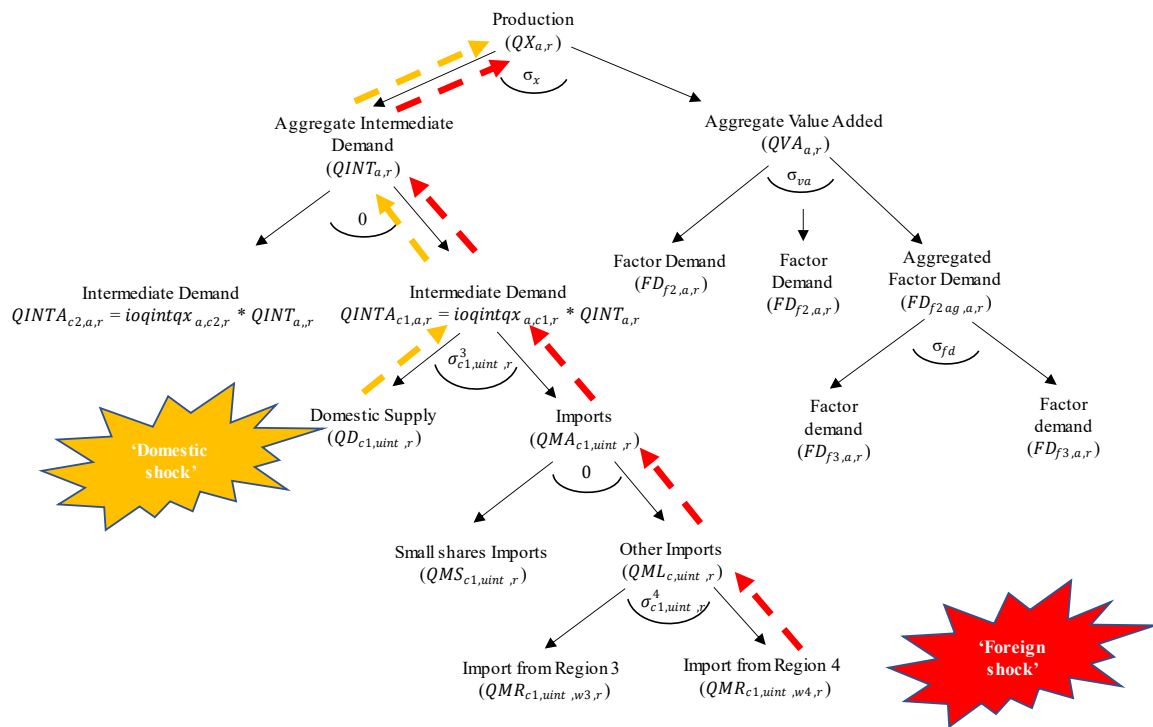 Production
(QX_{a,r})
σ_x
Aggregate Intermediate
Demand
(QINT_{a,r})
Aggregate Value Added
(QVA_{a,r})
σ_{va}
0
Factor Demand
(FD_{f2,a,r})
Factor
Demand
(FD_{f2,a,r})
Aggregated
Factor Demand
(FD_{f2ag,a,r})
Intermediate Demand
QINTA_{c2,a,r} = ioqintqx_{a,c2,r} * QINT_{a,,r}
Intermediate Demand
QINTA_{c1,a,r} = ioqintqx_{a,c1,r} * QINT_{a,r}
σ_{fd}
σ^3_{c1,uint,r}
Factor
demand
(FD_{f3,a,r})
Factor
demand
(FD_{f3,a,r})
Domestic Supply
(QD_{c1,uint,r})
Imports
(QMA_{c1,uint,r})
‘Domestic
shock’
0
Small shares Imports
(QMS_{c1,uint,r})
Other Imports
(QML_{c,uint,r})
σ^4_{c1,uint,r}
Import from Region 3
(QMR_{c1,uint,w3,r})
Import from Region 4
(QMR_{c1,uint,w4,r})
‘Foreign
shock’